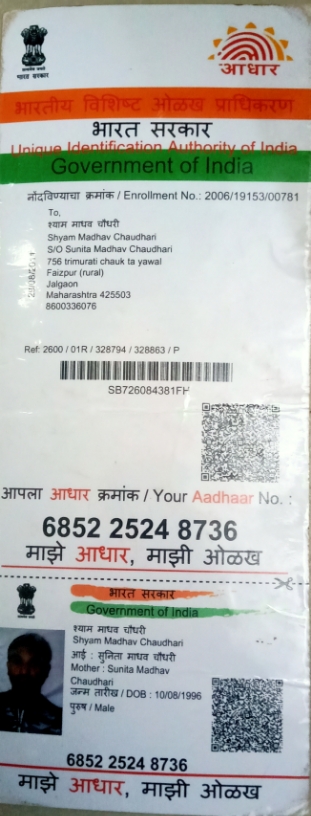 भारत सरकार
आधार
भारतीय विशिष्ट ओळख प्राधिकरण
भारत सरकार
Unique Identification Authority of India
Government of India
नोंदविण्याचा क्रमांक / Enrollment No.: 2006/19153/00781
To,
श्याम माधव चौधरी
Shyam Madhav Chaudhari
S/O Sunita Madhav Chaudhari
756 trimurati chauk ta yawal
Faizpur (rural)
Jalgaon
Maharashtra 425503
8600336076
Ref: 2600 / 01R / 328794 / 328863 / P
SB726084381FH
आपला आधार क्रमांक / Your Aadhaar No. :
6852 2524 8736
माझे आधार, माझी ओळख
भारत सरकार
Government of India
श्याम माधव चौधरी
Shyam Madhav Chaudhari
आई : सुनिता माधव चौधरी
Mother : Sunita Madhav
Chaudhari
जन्म तारीख / DOB : 10/08/1996
पुरुष / Male
6852 2524 8736
माझे आधार, माझी ओळख